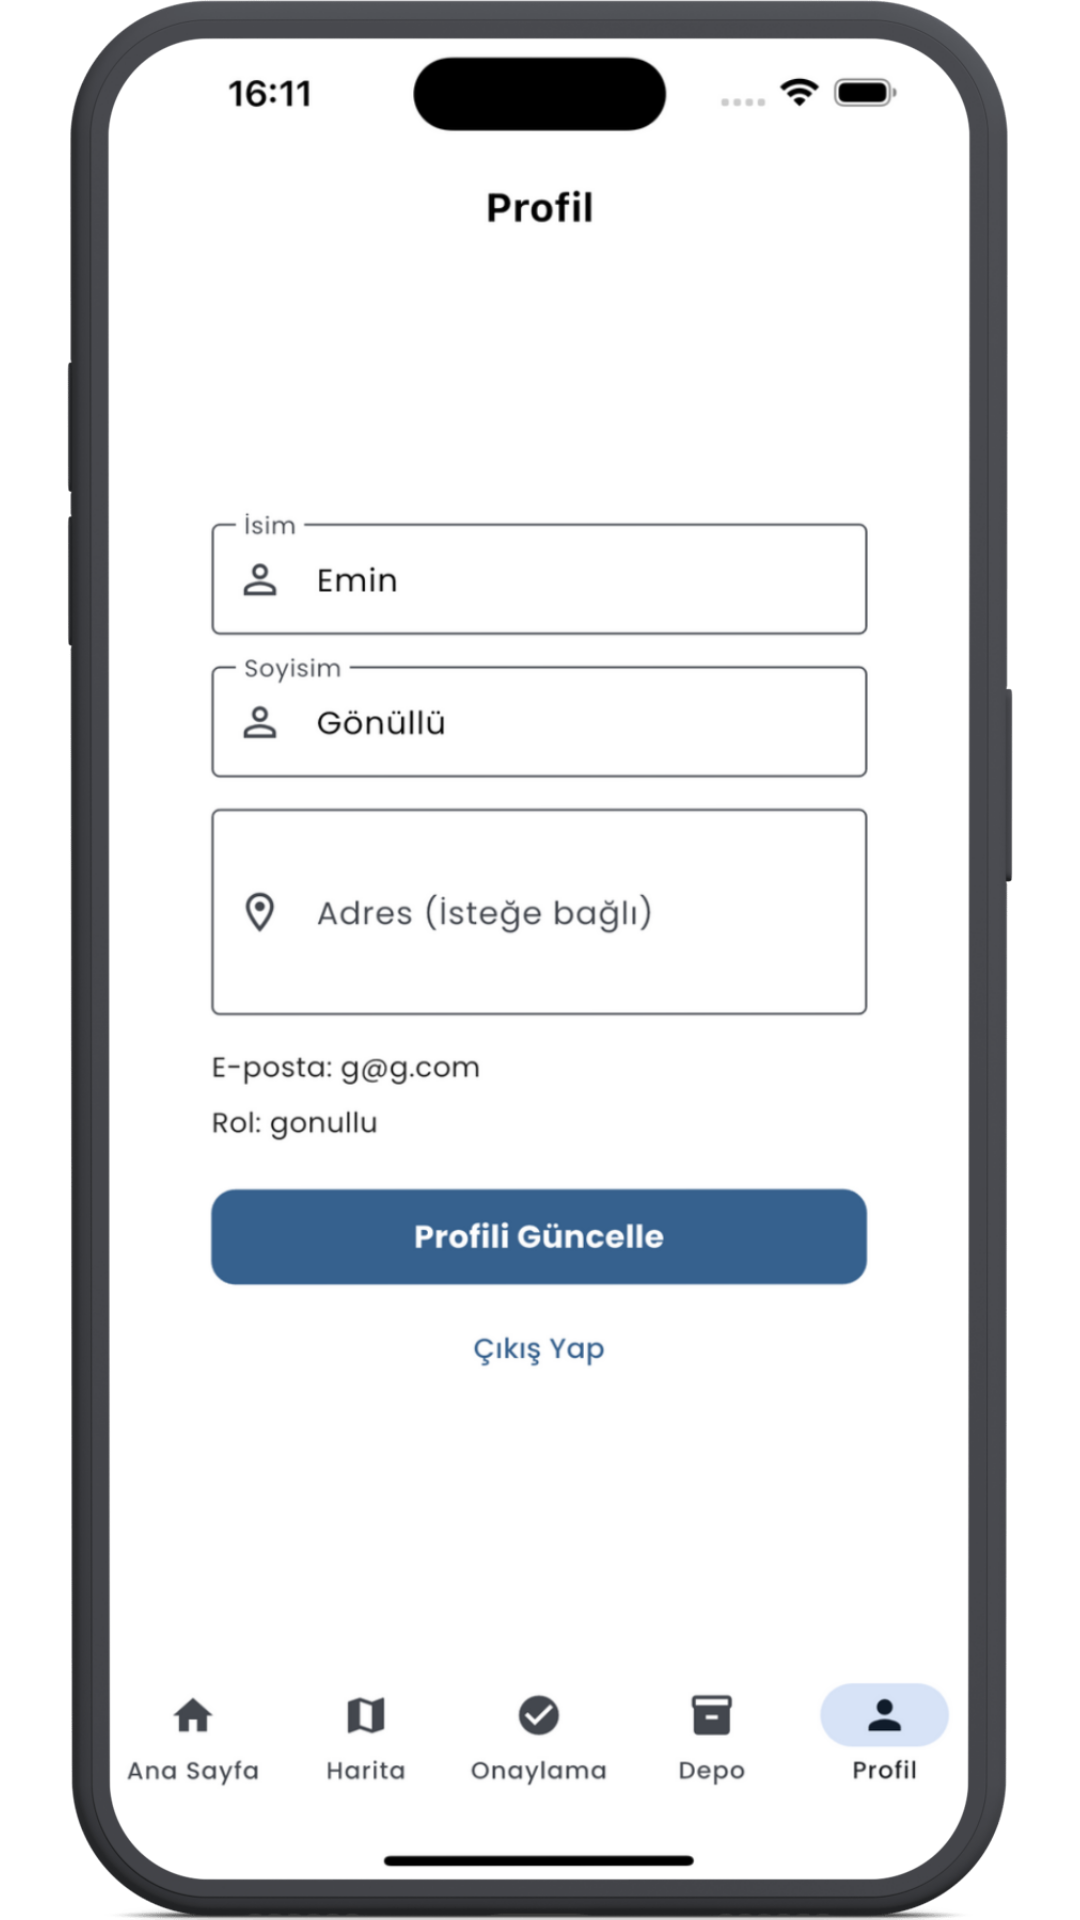 16:11
Profil
İsim
Emin
Soyisim
Gönüllü
Adres (İsteğe bağlı)
E-posta: g@g.com
Rol: gonullu
Profili Güncelle
Çıkış Yap
Ana Sayfa
Harita
Onaylama
Depo
Profil